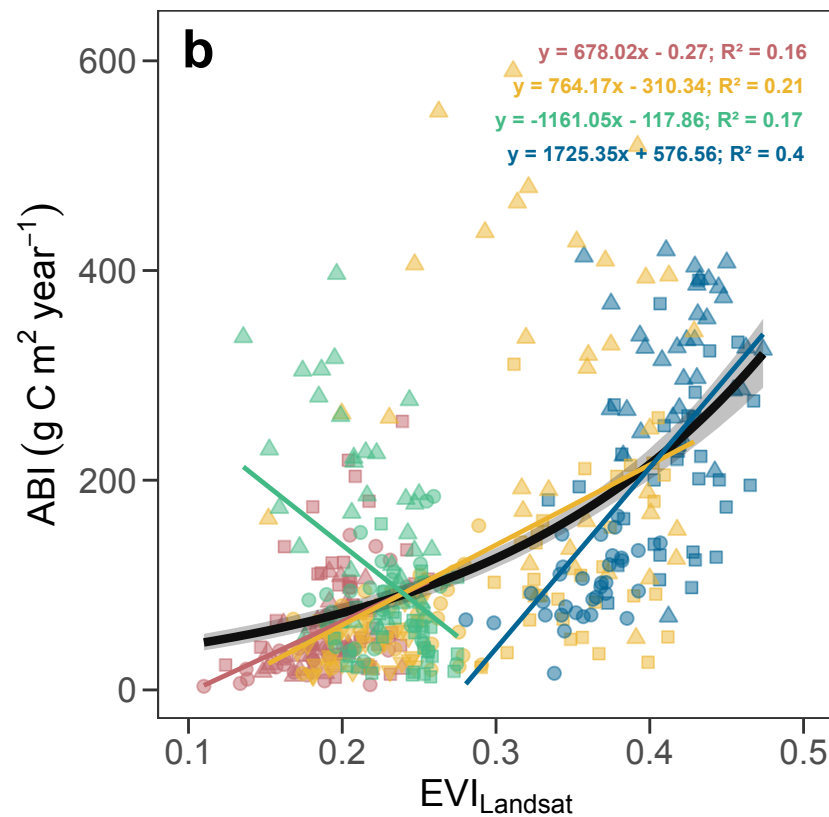 b
y = 678.02x - 0.27; R² = 0.16
y = 764.17x - 310.34; R² = 0.21
y = -1161.05x - 117.86; R² = 0.17
y = 1725.35x + 576.56; R² = 0.4
600
400
200
0
ABI (g C m² year⁻¹)
0.1 0.2 0.3 0.4 0.5
EVI_Landsat